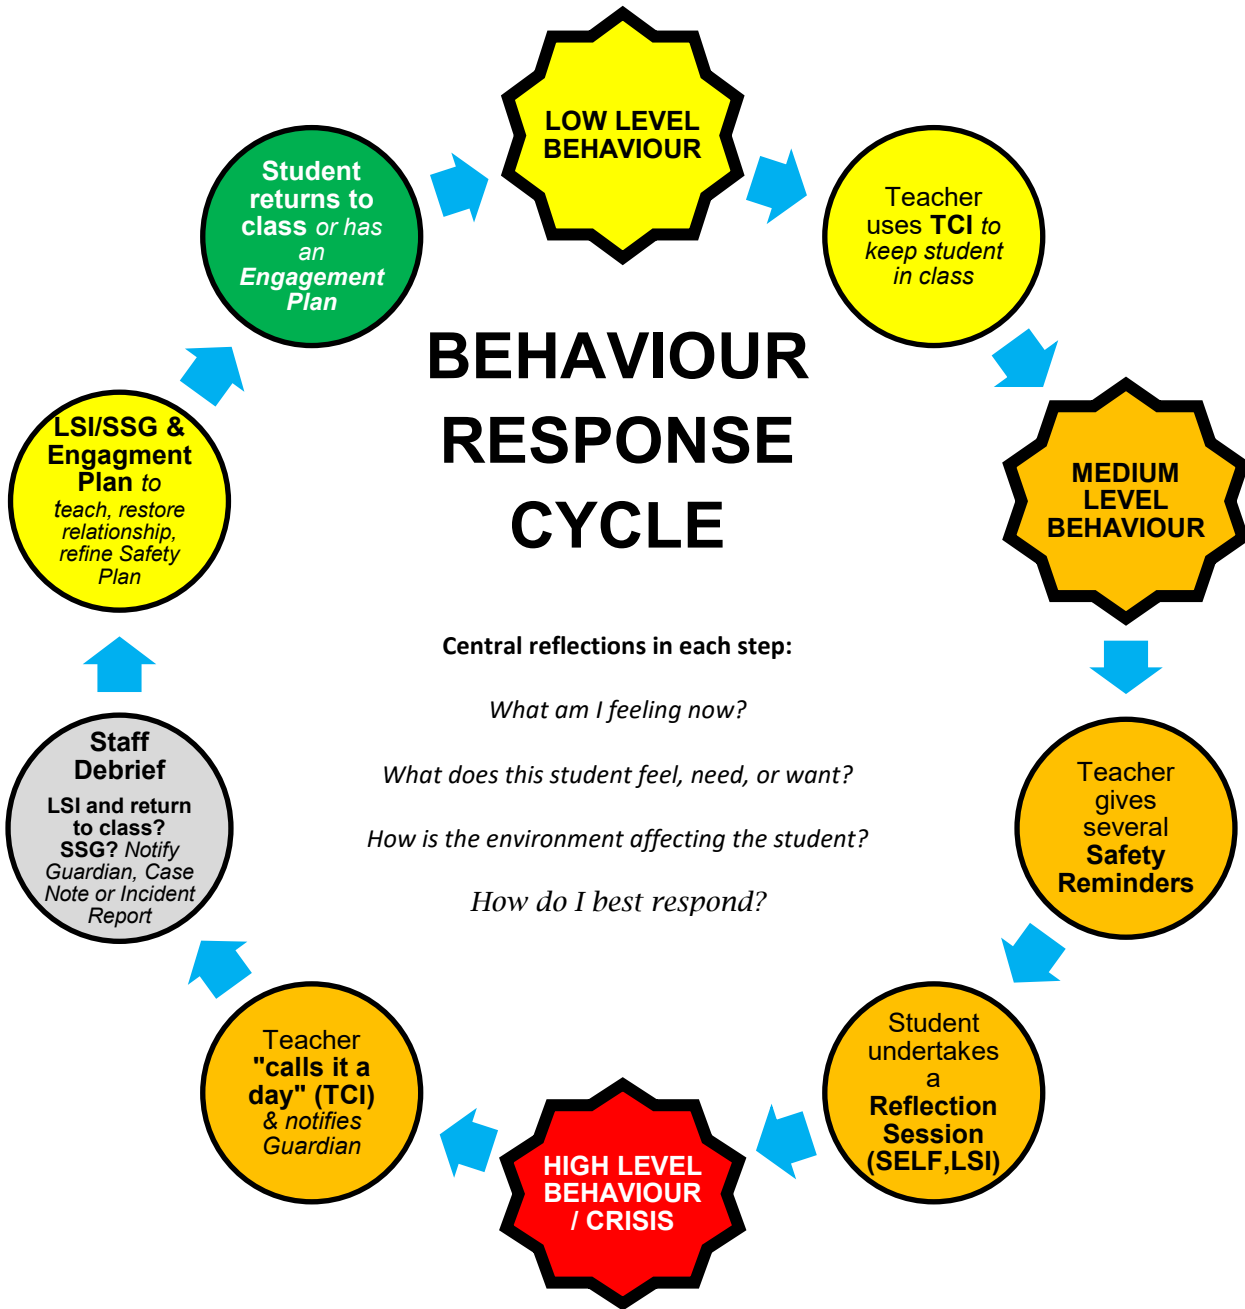 LOW LEVEL
BEHAVIOUR
Teacher
uses TCI to
keep student
in class
MEDIUM
LEVEL
BEHAVIOUR
Teacher
gives
several
Safety
Reminders
Student
undertakes
a
Reflection
Session
(SELF,LSI)
HIGH LEVEL
BEHAVIOUR
/ CRISIS
Teacher
"calls it a
day" (TCI)
& notifies
Guardian
Staff
Debrief
LSI and return
to class?
SSG? Notify
Guardian, Case
Note or Incident
Report
LSI/SSG &
Engagment
Plan to
teach, restore
relationship,
refine Safety
Plan
Student
returns to
class or has
an
Engagement
Plan
BEHAVIOUR
RESPONSE
CYCLE
Central reflections in each step:
What am I feeling now?
What does this student feel, need, or want?
How is the environment affecting the student?
How do I best respond?